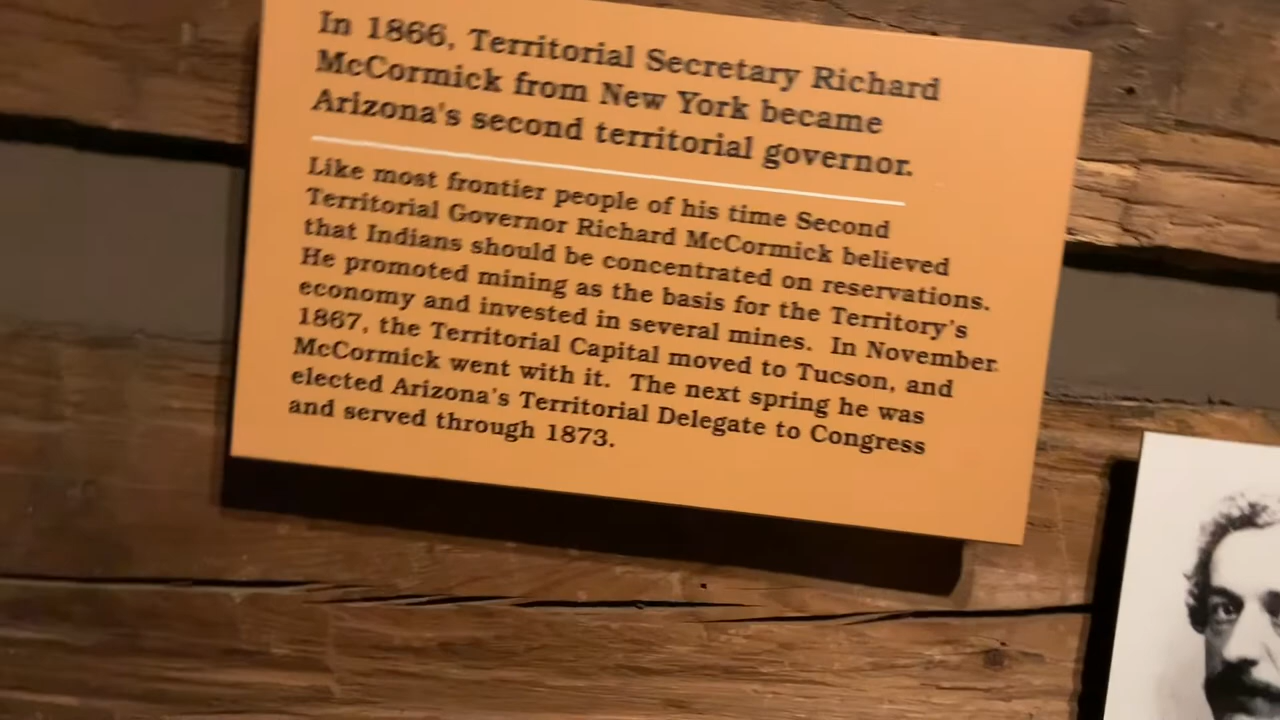 In 1866, Territorial Secretary Richard
McCormick from New York became
Arizona's second territorial governor.
Like most frontier people of his time Second
Territorial Governor Richard McCormick believed
that Indians should be concentrated on reservations.
He promoted mining as the basis for the Territory's
economy and invested in several mines. In November
1867, the Territorial Capital moved to Tucson, and
McCormick went with it. The next spring he was
elected Arizona's Territorial Delegate to Congress
and served through 1873.